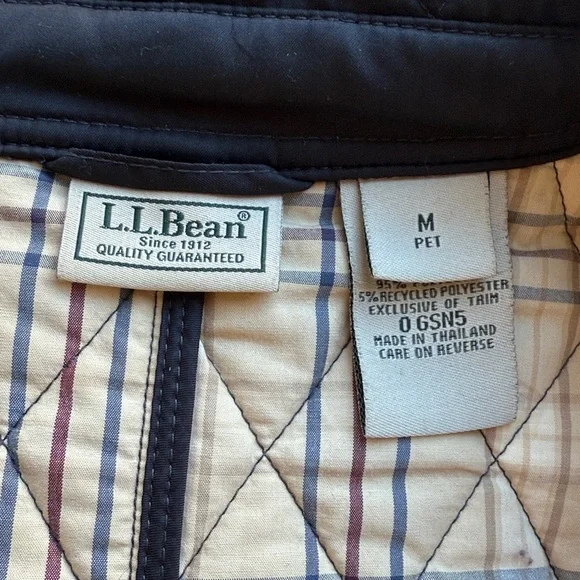 L.L.Bean®
Since 1912
QUALITY GUARANTEED
M
PET
95%
5% RECYCLED POLYESTER
EXCLUSIVE OF TRIM
0 GSN5
MADE IN THAILAND
CARE ON REVERSE